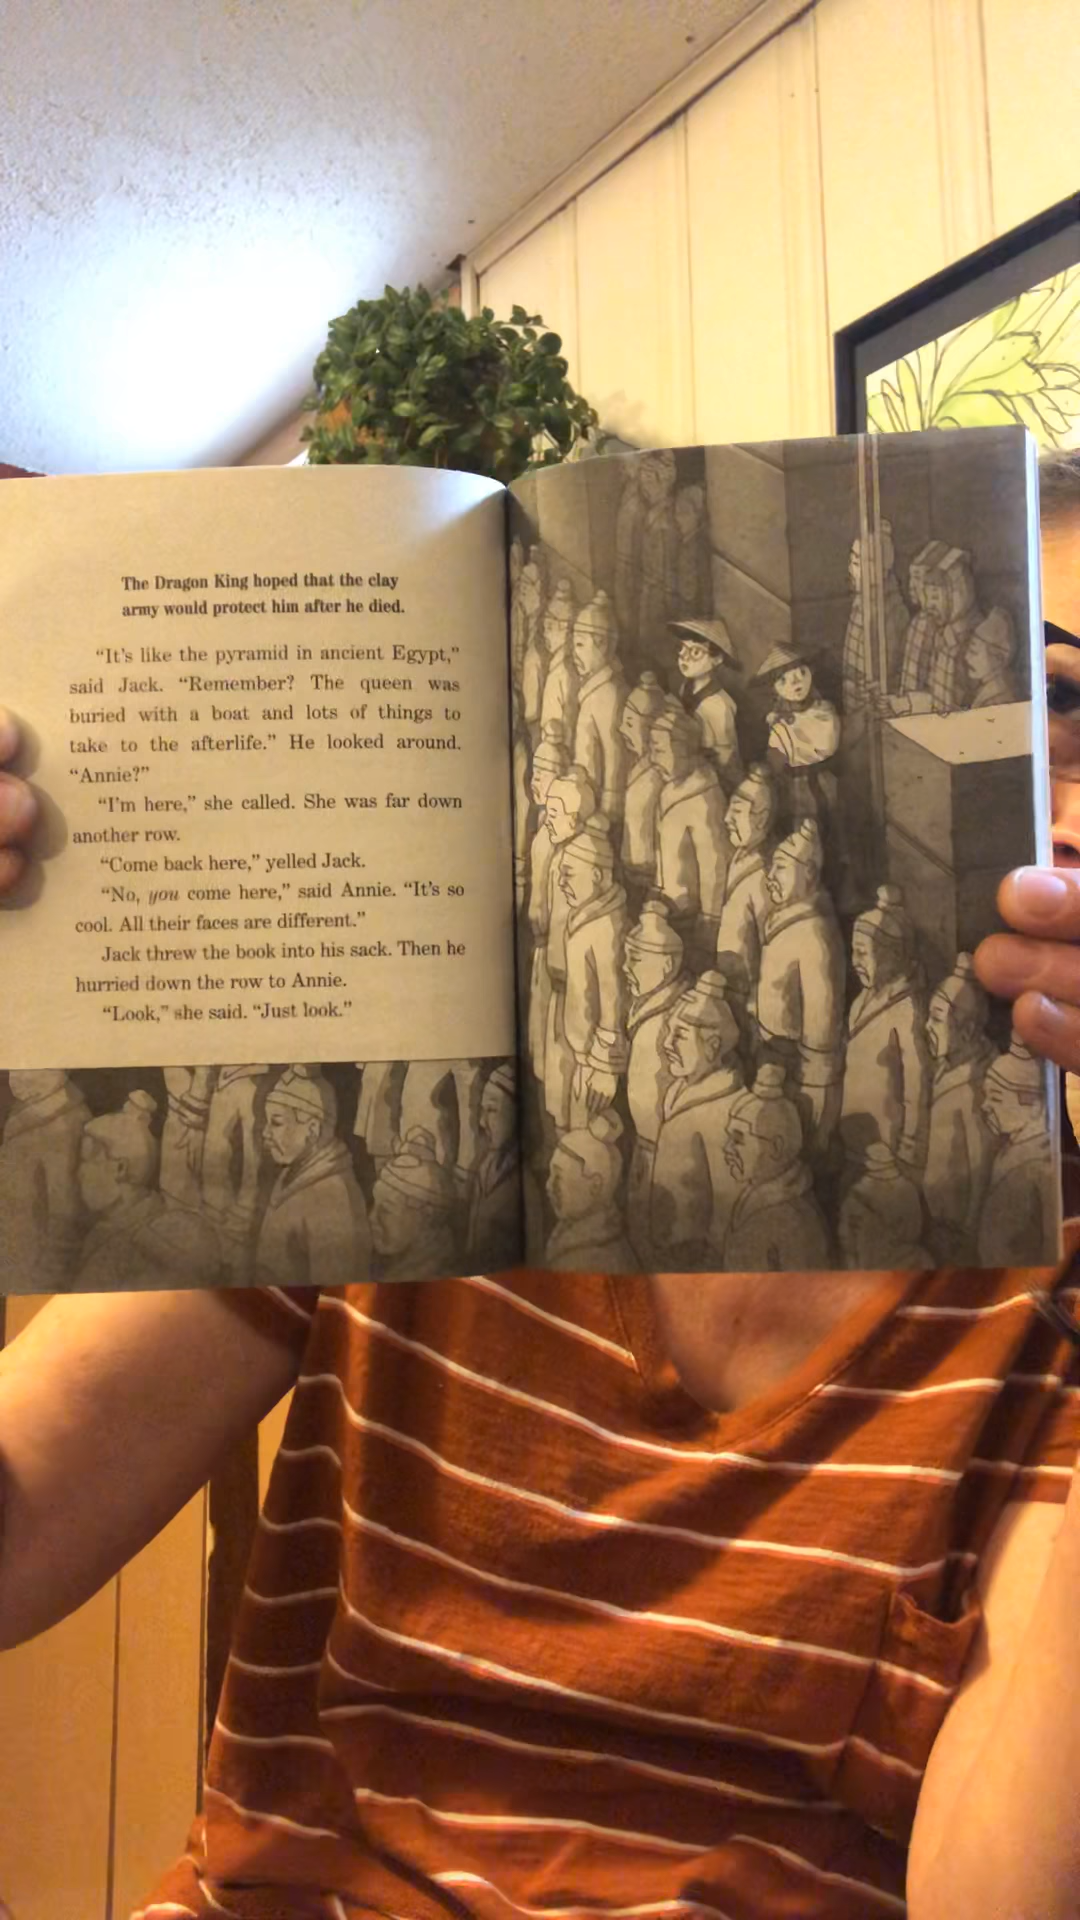 The Dragon King hoped that the clay
army would protect him after he died.
“It’s like the pyramid in ancient Egypt,”
said Jack. “Remember? The queen was
buried with a boat and lots of things to
take to the afterlife.” He looked around.
“Annie?”
“I’m here,” she called. She was far down
another row.
“Come back here,” yelled Jack.
“No, you come here,” said Annie. “It’s so
cool. All their faces are different.”
Jack threw the book into his sack. Then he
hurried down the row to Annie.
“Look,” she said. “Just look.”